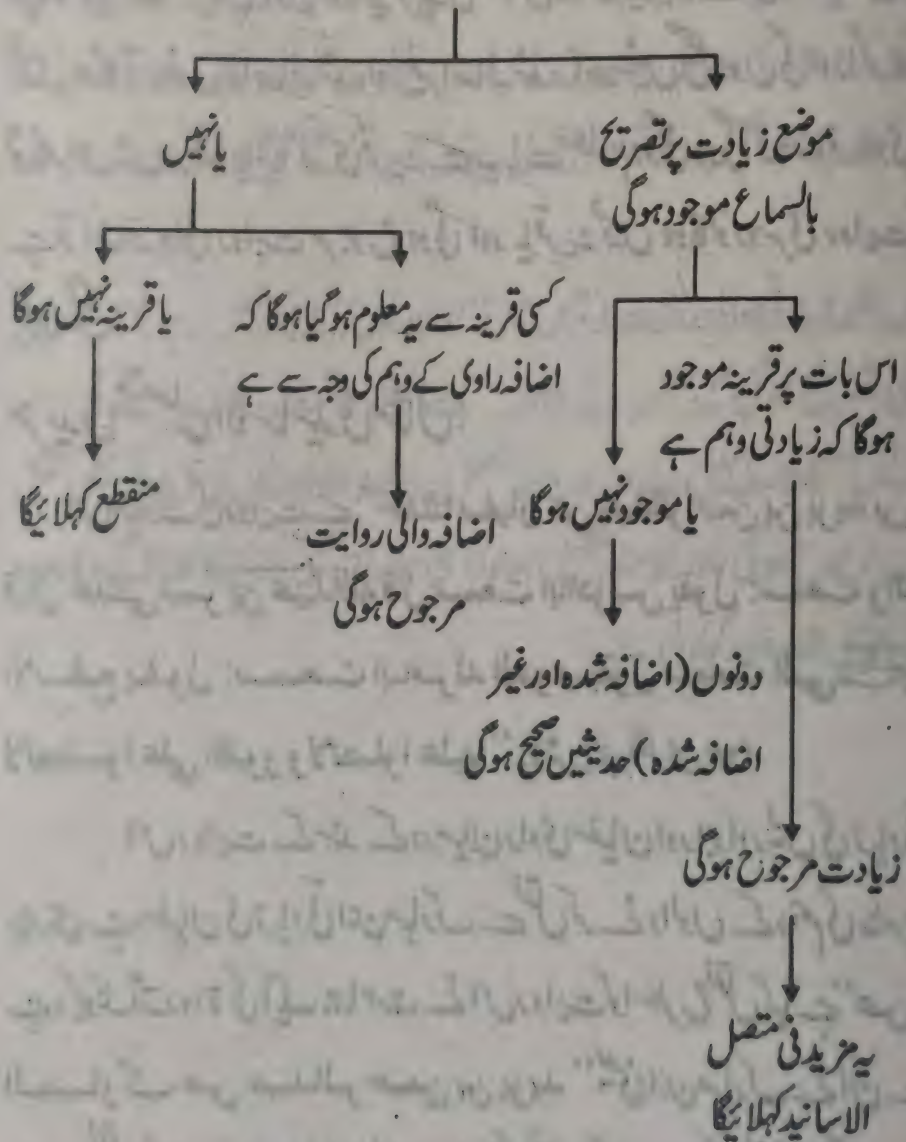 موضع زیادت پر تصریح
بالسماع موجود ہوگی
یا نہیں
اس بات پر قرینہ موجود
ہوگا کہ زیادتی وہم ہے
یا موجود نہیں ہوگا
کسی قرینہ سے یہ معلوم ہو گیا ہوگا کہ
اضافہ راوی کے وہم کی وجہ سے ہے
یا قرینہ نہیں ہوگا
منقطع کہلائیگا
اضافہ والی روایت
مرجوح ہوگی
دونوں (اضافہ شدہ اور غیر
اضافہ شدہ) حدیثیں صحیح ہوگی
زیادت مرجوح ہوگی
یہ مزید فی متصل
الاسانید کہلائیگا